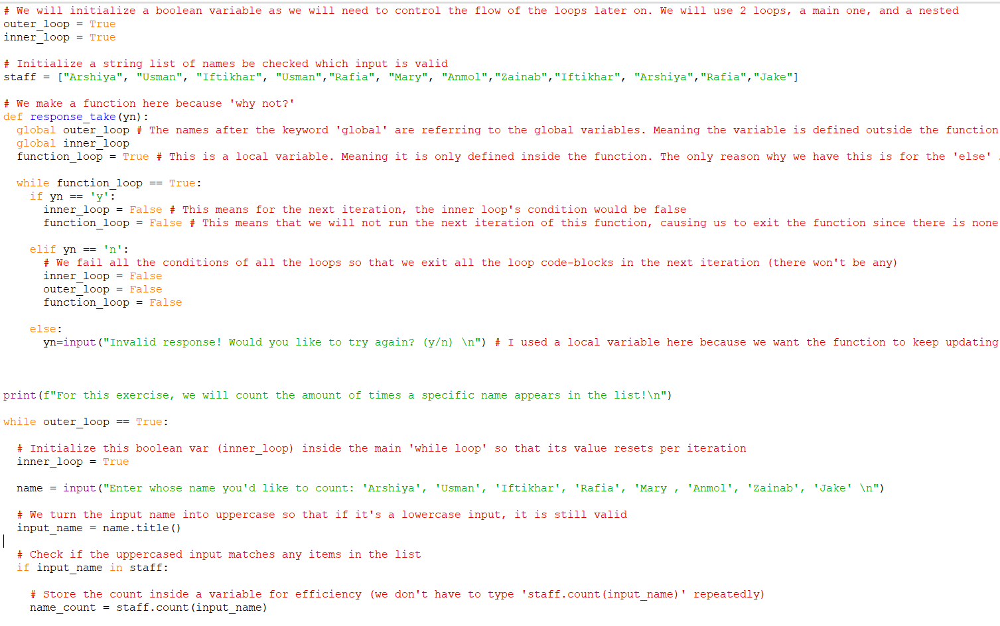 # We will initialize a boolean variable as we will need to control the flow of the loops later on. We will use 2 loops, a main one, and a nested
outer_loop = True
inner_loop = True
# Initialize a string list of names be checked which input is valid
staff = ["Arshiya", "Usman", "Iftikhar", "Usman","Rafia", "Mary", "Anmol","Zainab","Iftikhar", "Arshiya","Rafia","Jake"]
# We make a function here because 'why not?'
def response_take(yn):
  global outer_loop # The names after the keyword 'global' are referring to the global variables. Meaning the variable is defined outside the function
  global inner_loop
  function_loop = True # This is a local variable. Meaning it is only defined inside the function. The only reason why we have this is for the 'else'
  while function_loop == True:
    if yn == 'y':
      inner_loop = False # This means for the next iteration, the inner loop's condition would be false
      function_loop = False # This means that we will not run the next iteration of this function, causing us to exit the function since there is none
    elif yn == 'n':
      # We fail all the conditions of all the loops so that we exit all the loop code-blocks in the next iteration (there won't be any)
      inner_loop = False
      outer_loop = False
      function_loop = False
    else:
      yn=input("Invalid response! Would you like to try again? (y/n) \n") # I used a local variable here because we want the function to keep updating
print(f"For this exercise, we will count the amount of times a specific name appears in the list!\n")
while outer_loop == True:
  # Initialize this boolean var (inner_loop) inside the main 'while loop' so that its value resets per iteration
  inner_loop = True
  name = input("Enter whose name you'd like to count: 'Arshiya', 'Usman', 'Iftikhar', 'Rafia', 'Mary , 'Anmol', 'Zainab', 'Jake' \n")
  # We turn the input name into uppercase so that if it's a lowercase input, it is still valid
  input_name = name.title()
  # Check if the uppercased input matches any items in the list
  if input_name in staff:
    # Store the count inside a variable for efficiency (we don't have to type 'staff.count(input_name)' repeatedly)
    name_count = staff.count(input_name)